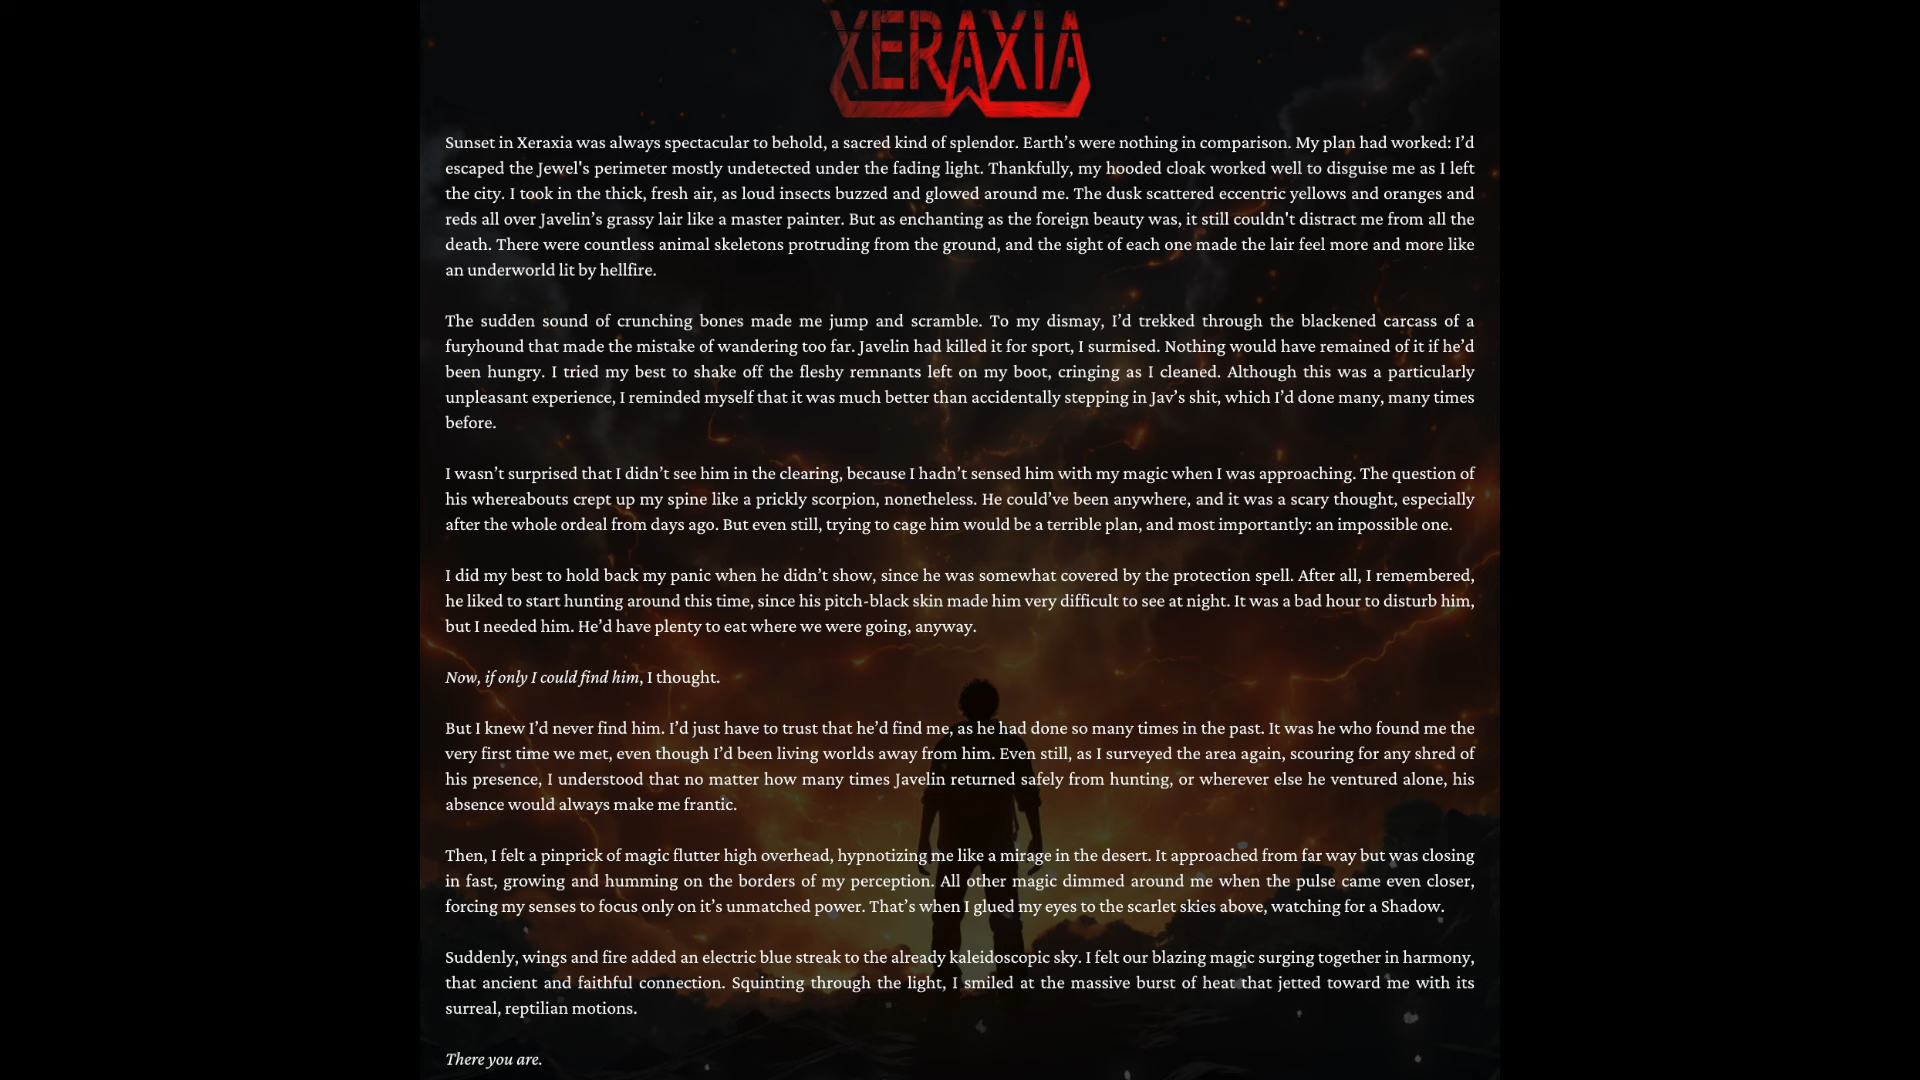 XERAXIA
Sunset in Xeraxia was always spectacular to behold, a sacred kind of splendor. Earth’s were nothing in comparison. My plan had worked: I’d
escaped the Jewel's perimeter mostly undetected under the fading light. Thankfully, my hooded cloak worked well to disguise me as I left
the city. I took in the thick, fresh air, as loud insects buzzed and glowed around me. The dusk scattered eccentric yellows and oranges and
reds all over Javelin’s grassy lair like a master painter. But as enchanting as the foreign beauty was, it still couldn't distract me from all the
death. There were countless animal skeletons protruding from the ground, and the sight of each one made the lair feel more and more like
an underworld lit by hellfire.
The sudden sound of crunching bones made me jump and scramble. To my dismay, I’d trekked through the blackened carcass of a
furyhound that made the mistake of wandering too far. Javelin had killed it for sport, I surmised. Nothing would have remained of it if he’d
been hungry. I tried my best to shake off the fleshy remnants left on my boot, cringing as I cleaned. Although this was a particularly
unpleasant experience, I reminded myself that it was much better than accidentally stepping in Jav’s shit, which I’d done many, many times
before.
I wasn’t surprised that I didn’t see him in the clearing, because I hadn’t sensed him with my magic when I was approaching. The question of
his whereabouts crept up my spine like a prickly scorpion, nonetheless. He could’ve been anywhere, and it was a scary thought, especially
after the whole ordeal from days ago. But even still, trying to cage him would be a terrible plan, and most importantly: an impossible one.
I did my best to hold back my panic when he didn’t show, since he was somewhat covered by the protection spell. After all, I remembered,
he liked to start hunting around this time, since his pitch-black skin made him very difficult to see at night. It was a bad hour to disturb him,
but I needed him. He’d have plenty to eat where we were going, anyway.
Now, if only I could find him, I thought.
But I knew I’d never find him. I’d just have to trust that he’d find me, as he had done so many times in the past. It was he who found me the
very first time we met, even though I’d been living worlds away from him. Even still, as I surveyed the area again, scouring for any shred of
his presence, I understood that no matter how many times Javelin returned safely from hunting, or wherever else he ventured alone, his
absence would always make me frantic.
Then, I felt a pinprick of magic flutter high overhead, hypnotizing me like a mirage in the desert. It approached from far way but was closing
in fast, growing and humming on the borders of my perception. All other magic dimmed around me when the pulse came even closer,
forcing my senses to focus only on it’s unmatched power. That’s when I glued my eyes to the scarlet skies above, watching for a Shadow.
Suddenly, wings and fire added an electric blue streak to the already kaleidoscopic sky. I felt our blazing magic surging together in harmony,
that ancient and faithful connection. Squinting through the light, I smiled at the massive burst of heat that jetted toward me with its
surreal, reptilian motions.
There you are.